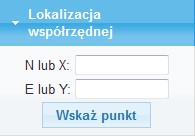 Lokalizacja
współrzędnej
N lub X:
E lub Y:
Wskaż punkt